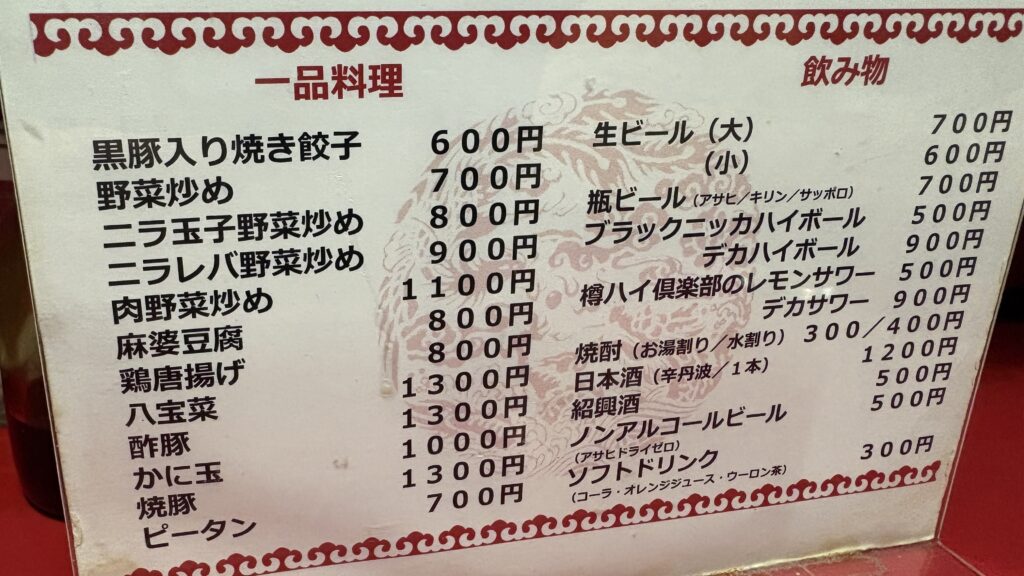 一品料理
黒豚入り焼き餃子 600円
野菜炒め 700円
ニラ玉子野菜炒め 800円
ニラレバ野菜炒め 900円
肉野菜炒め 1100円
麻婆豆腐 800円
鶏唐揚げ 800円
八宝菜 1300円
酢豚 1300円
かに玉 1000円
焼豚 1300円
ピータン 700円
飲み物
生ビール（大） 700円
（小） 600円
瓶ビール（アサヒ／キリン／サッポロ） 700円
ブラックニッカハイボール 500円
デカハイボール 900円
樽ハイ倶楽部のレモンサワー 500円
デカサワー 900円
焼酎（お湯割り／水割り） 300／400円
日本酒（辛丹波／1本） 1200円
紹興酒 500円
ノンアルコールビール 500円
（アサヒドライゼロ）
ソフトドリンク 300円
（コーラ・オレンジジュース・ウーロン茶）